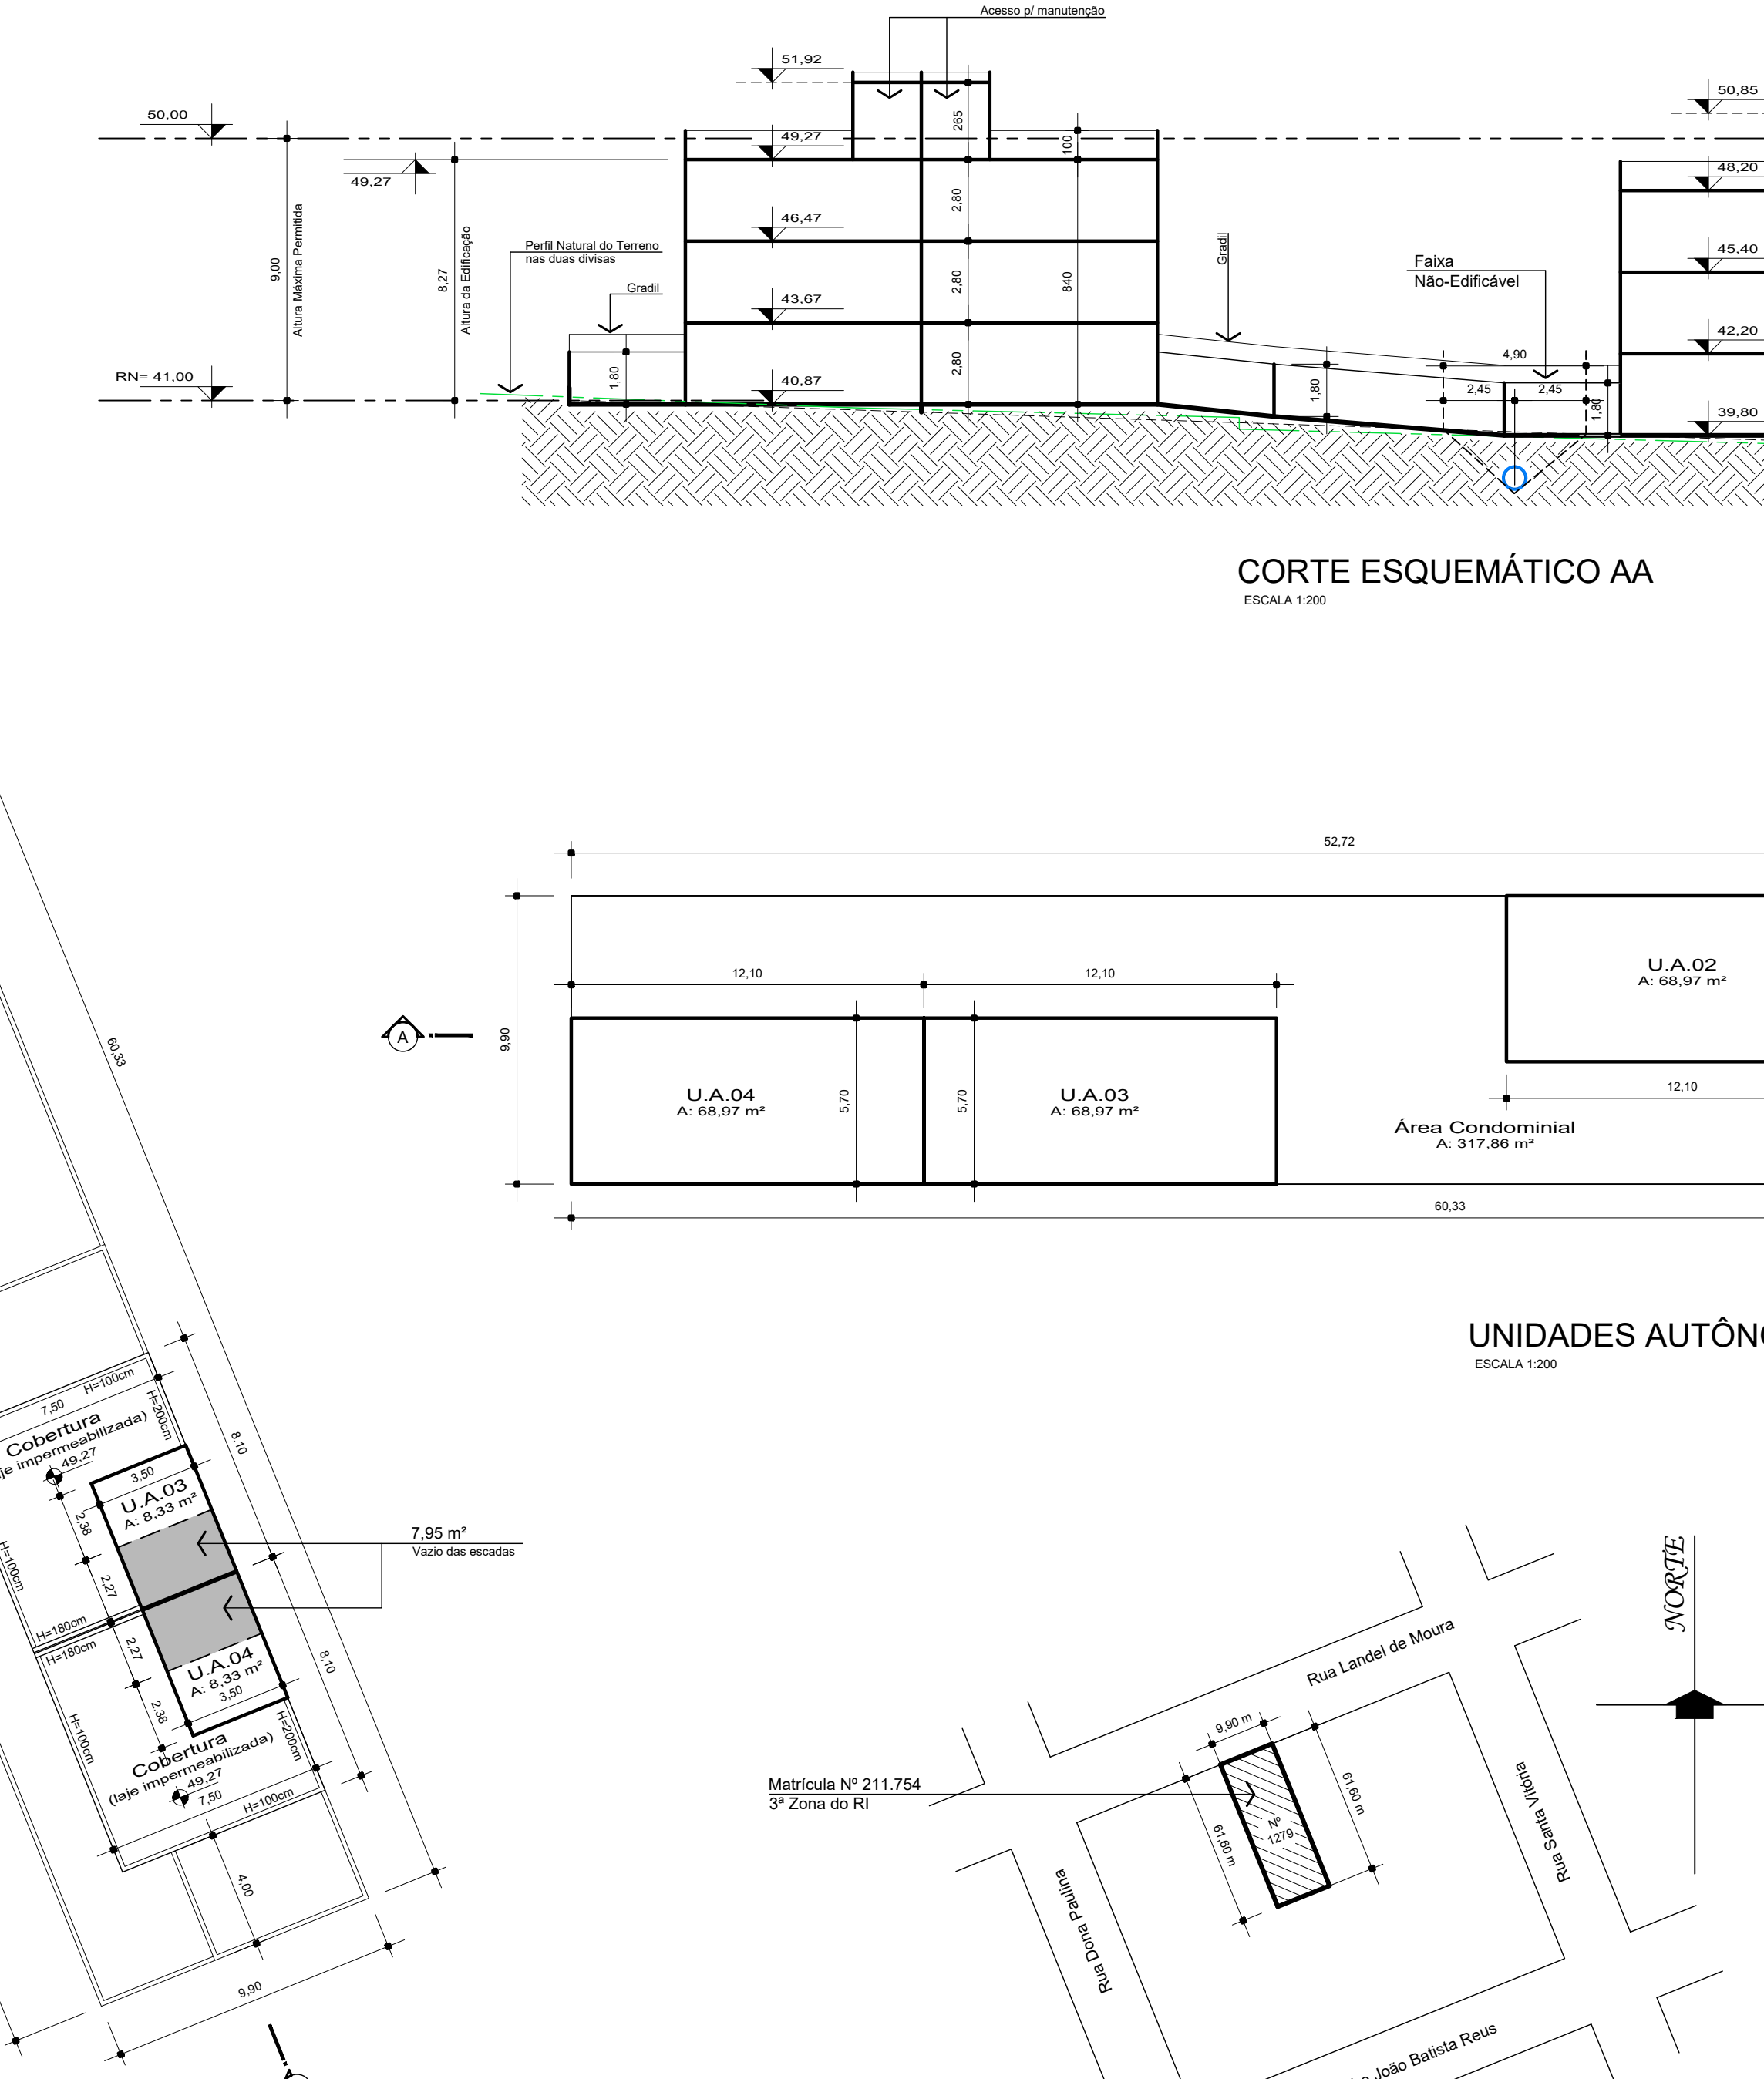 Acesso p/ manutenção
51,92
50,85
50,00
49,27
49,27
265
100
48,20
2,80
46,47
45,40
9,00
Altura Máxima Permitida
8,27
Altura da Edificação
Perfil Natural do Terreno
nas duas divisas
Gradil
Gradil
Faixa
Não-Edificável
2,80
840
43,67
42,20
4,90
RN= 41,00
1,80
40,87
2,80
1,80
2,45
2,45
1,80
39,80
CORTE ESQUEMÁTICO AA
ESCALA 1:200
52,72
12,10
12,10
U.A.02
A: 68,97 m²
A
9,90
U.A.04
A: 68,97 m²
5,70
5,70
U.A.03
A: 68,97 m²
12,10
Área Condominial
A: 317,86 m²
60,33
60,33
UNIDADES AUTÔN
ESCALA 1:200
7,50
H=100cm
H=200cm
Cobertura
je impermeabilizada)
49,27
8,10
3,50
U.A.03
A: 8,33 m²
2,38
7,95 m²
Vazio das escadas
H=100cm
2,27
H=180cm
H=180cm
2,27
U.A.04
A: 8,33 m²
3,50
8,10
2,38
H=100cm
H=200cm
Cobertura
(laje impermeabilizada)
49,27
7,50
H=100cm
4,00
9,90
NORTE
Rua Landel de Moura
9,90 m
61,60 m
61,60 m
Nº
1279
Matrícula Nº 211.754
3ª Zona do RI
Rua Santa Vitória
Rua Dona Paulina
João Batista Reus